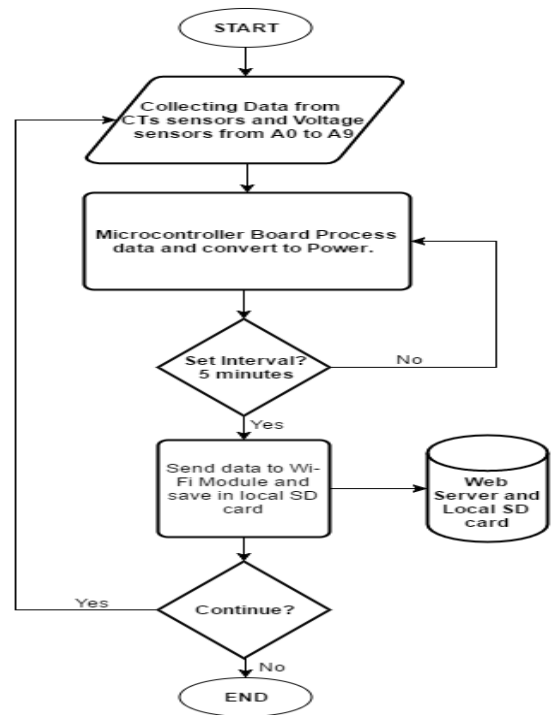 START
Collecting Data from
CTs sensors and Voltage
sensors from A0 to A9
Microcontroller Board Process
data and convert to Power.
Set Interval?
5 minutes
No
Yes
Send data to Wi-
Fi Module and
save in local SD
card
Web
Server and
Local SD
card
Continue?
Yes
No
END